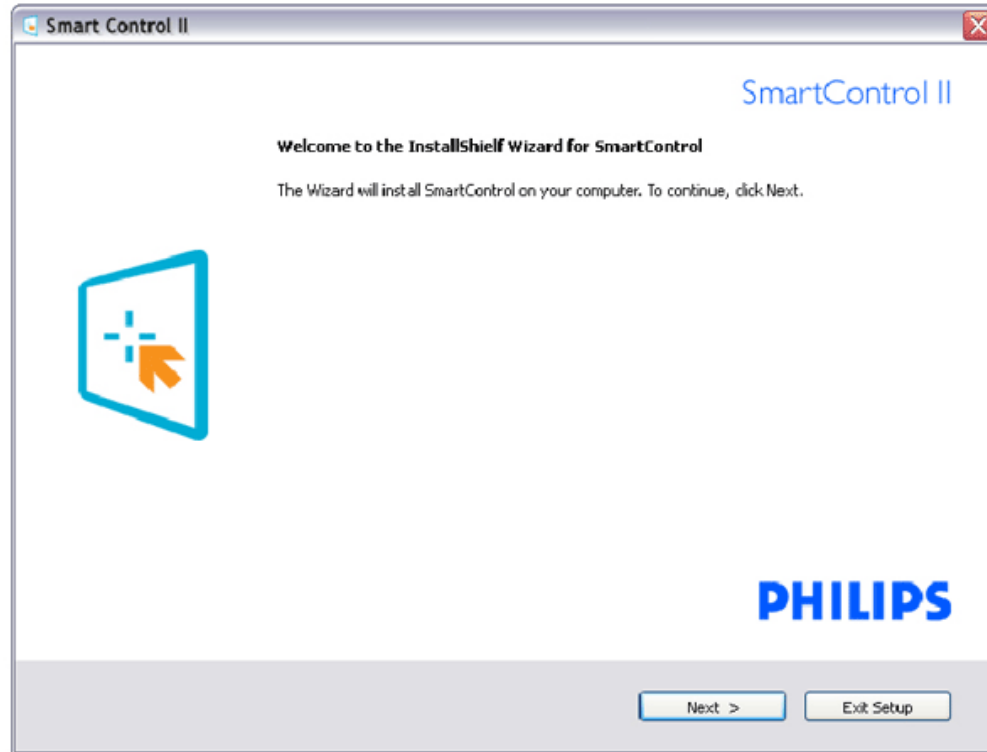 Smart Control II
SmartControl II
Welcome to the InstallShielf Wizard for SmartControl
The Wizard will install SmartControl on your computer. To continue, click Next.
PHILIPS
Next >
Exit Setup